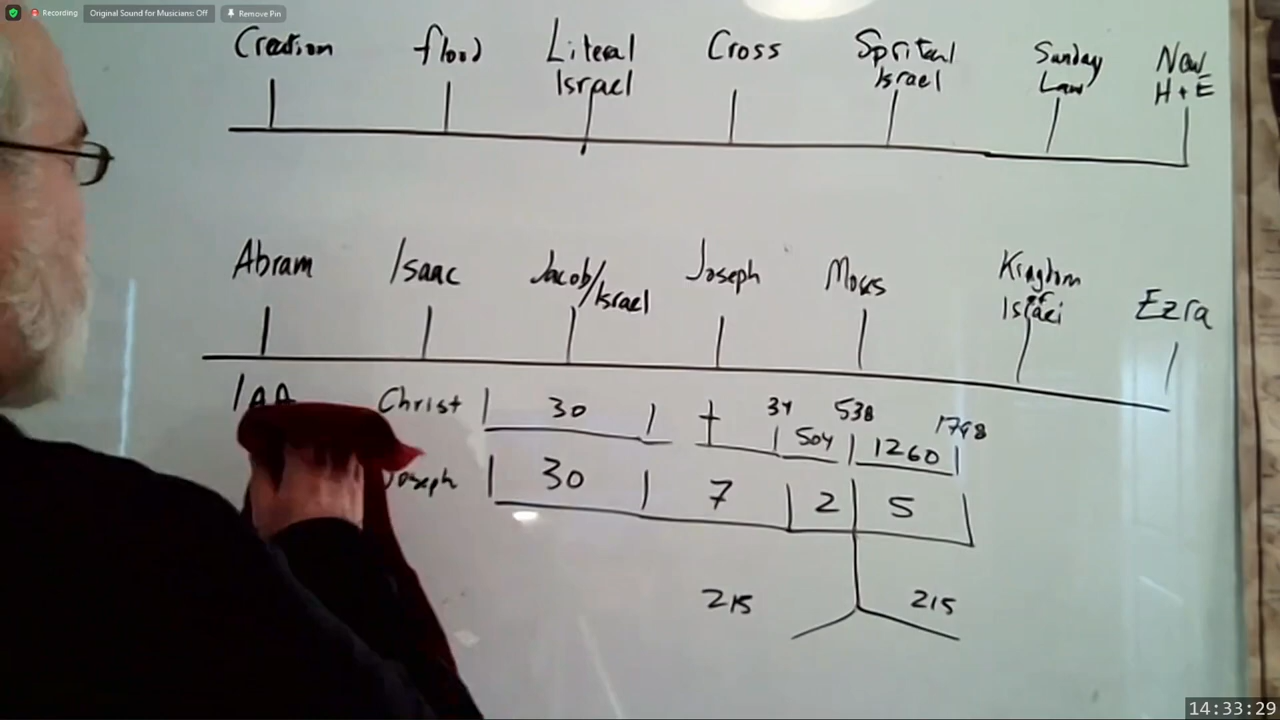 Recording
Original Sound for Musicians: Off
Remove Pin
Creation flood Literal Israel Cross Spritual Israel Sunday Law New H + E
Abram Isaac Jacob/Israel Joseph Moses Kingdom of Israel Ezra
Christ 30 34 538 1798
504 1260
Joseph 30 7 2 5
215 215
14:33:29